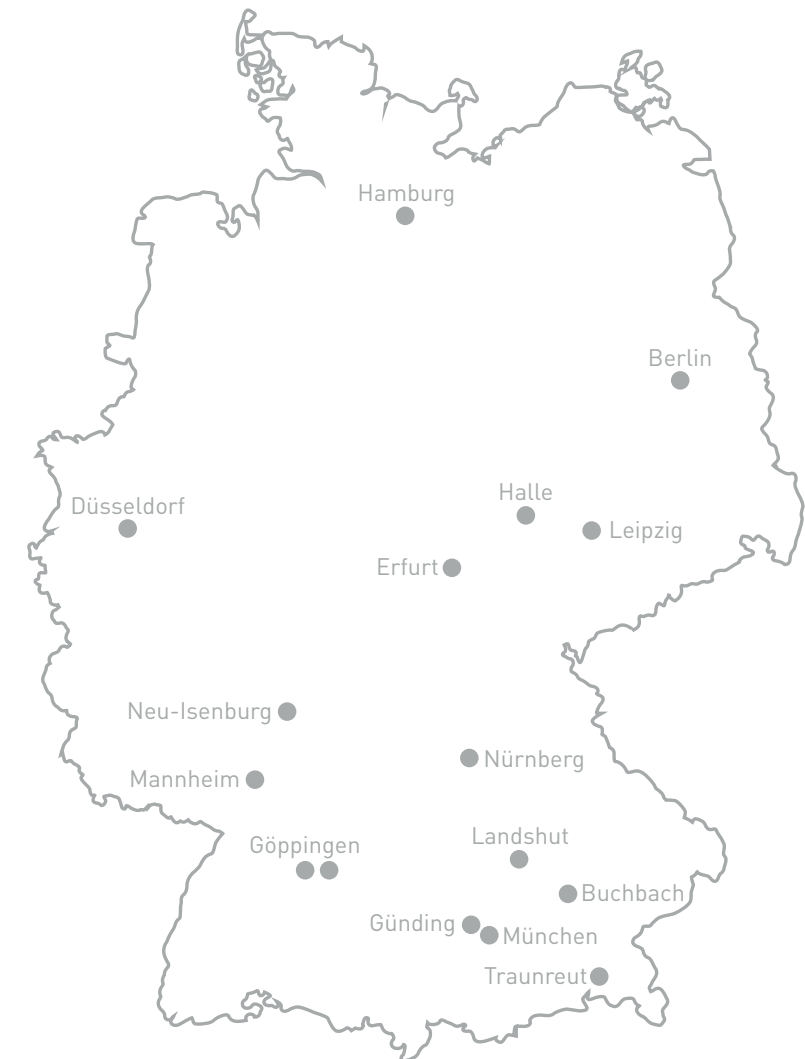 Hamburg
Berlin
Düsseldorf
Halle
Leipzig
Erfurt
Neu-Isenburg
Nürnberg
Mannheim
Landshut
Göppingen
Buchbach
Günding
München
Traunreut